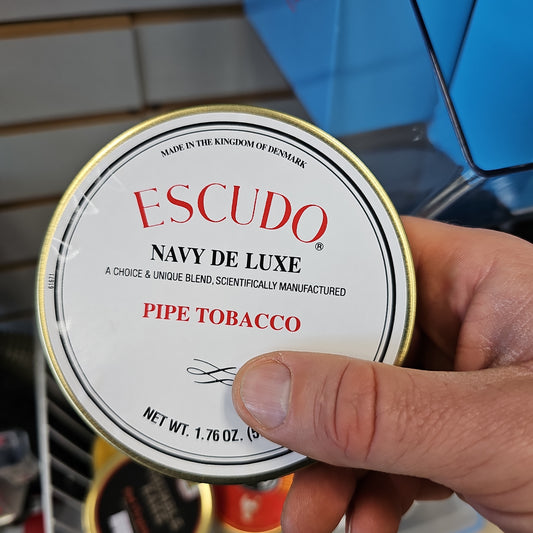 MADE IN THE KINGDOM OF DENMARK
ESCUDO®
NAVY DE LUXE
A CHOICE & UNIQUE BLEND, SCIENTIFICALLY MANUFACTURED
PIPE TOBACCO
NET WT. 1.76 OZ.